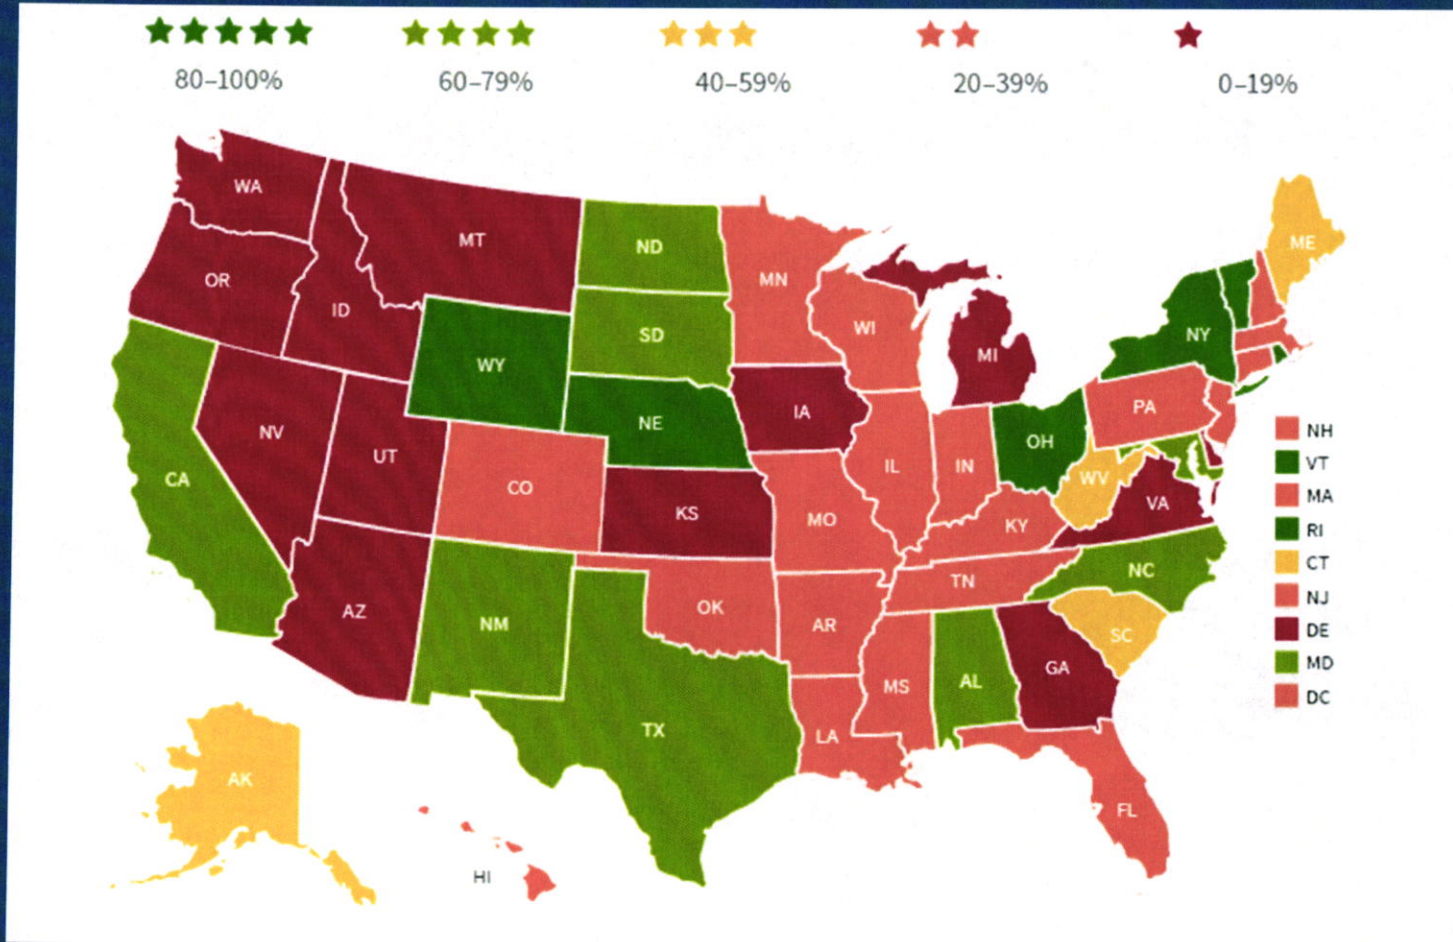 80–100% 60–79% 40–59% 20–39% 0–19%
WA
MT
ND
MN
ME
OR
ID
SD
WI
MI
NY
WY
IA
PA
NV
UT
NE
OH
CA
CO
KS
MO
IL
IN
WV
KY
VA
NH
VT
MA
RI
CT
NJ
DE
MD
DC
AZ
NM
OK
AR
TN
NC
SC
TX
LA
MS
AL
GA
FL
AK
HI